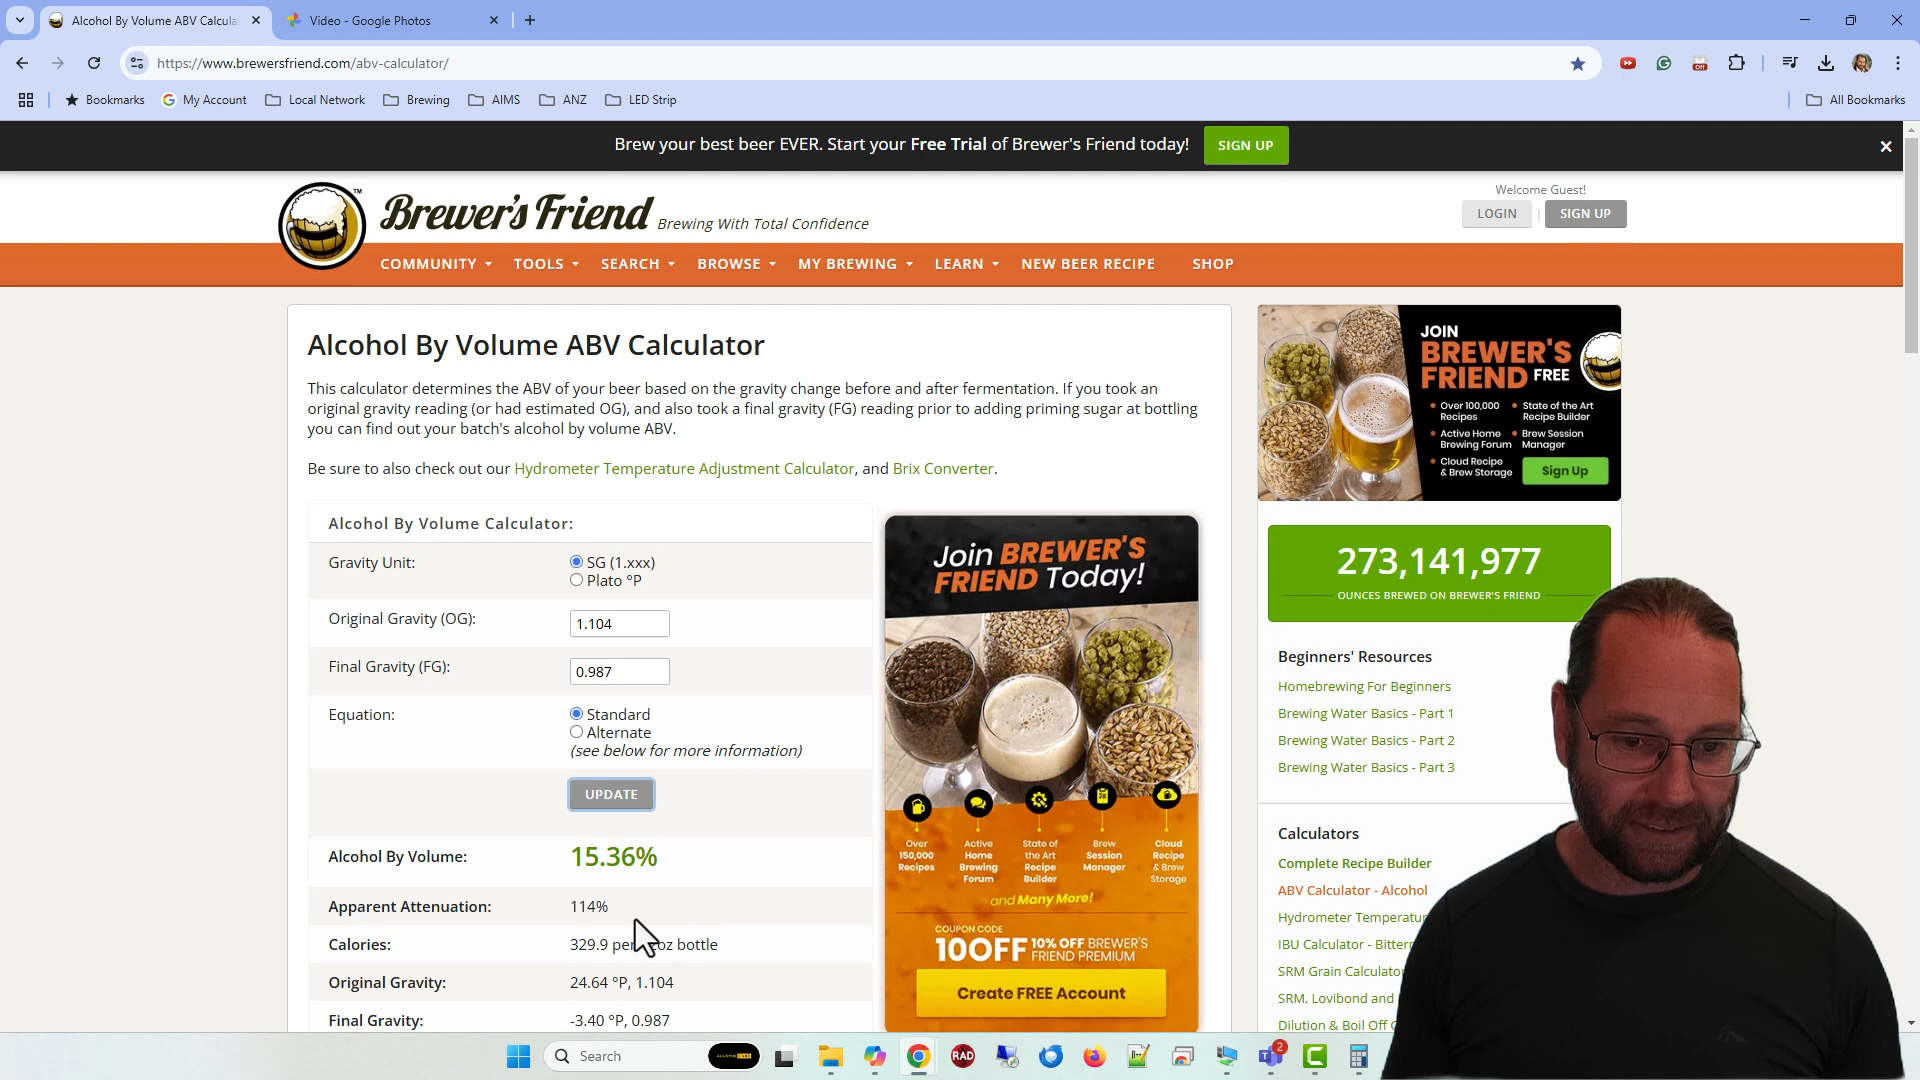 Alcohol By Volume ABV Calcula
Video - Google Photos
https://www.brewersfriend.com/abv-calculator/
Off
Bookmarks
My Account
Local Network
Brewing
AIMS
ANZ
LED Strip
All Bookmarks
Brew your best beer EVER. Start your Free Trial of Brewer's Friend today!
SIGN UP
Brewer's Friend
TM
Brewing With Total Confidence
Welcome Guest!
LOGIN
SIGN UP
COMMUNITY
TOOLS
SEARCH
BROWSE
MY BREWING
LEARN
NEW BEER RECIPE
SHOP
Alcohol By Volume ABV Calculator
This calculator determines the ABV of your beer based on the gravity change before and after fermentation. If you took an
original gravity reading (or had estimated OG), and also took a final gravity (FG) reading prior to adding priming sugar at bottling
you can find out your batch's alcohol by volume ABV.
Be sure to also check out our Hydrometer Temperature Adjustment Calculator, and Brix Converter.
Alcohol By Volume Calculator:
Gravity Unit:
SG (1.xxx)
Plato °P
Original Gravity (OG):
1.104
Final Gravity (FG):
0.987
Equation:
Standard
Alternate
(see below for more information)
UPDATE
Alcohol By Volume:
15.36%
Apparent Attenuation:
114%
Calories:
329.9 per oz bottle
Original Gravity:
24.64 °P, 1.104
Final Gravity:
-3.40 °P, 0.987
Join BREWER'S
FRIEND Today!
Over
150,000
Recipes
Active
Home
Brewing
Forum
State of
the Art
Recipe
Builder
Brew
Session
Manager
Cloud
Recipe
& Brew
Storage
and Many More!
COUPON CODE
10OFF 10% OFF BREWER'S
FRIEND PREMIUM
Create FREE Account
JOIN
BREWER'S
FRIEND FREE
Over 100,000
Recipes
State of the Art
Recipe Builder
Active Home
Brewing Forum
Brew Session
Manager
Cloud Recipe
& Brew Storage
Sign Up
273,141,977
OUNCES BREWED ON BREWER'S FRIEND
Beginners' Resources
Homebrewing For Beginners
Brewing Water Basics - Part 1
Brewing Water Basics - Part 2
Brewing Water Basics - Part 3
Calculators
Complete Recipe Builder
ABV Calculator - Alcohol
Hydrometer Temperatur
IBU Calculator - Bittern
SRM Grain Calculator
SRM, Lovibond and
Dilution & Boil Off
Search
RAD
2